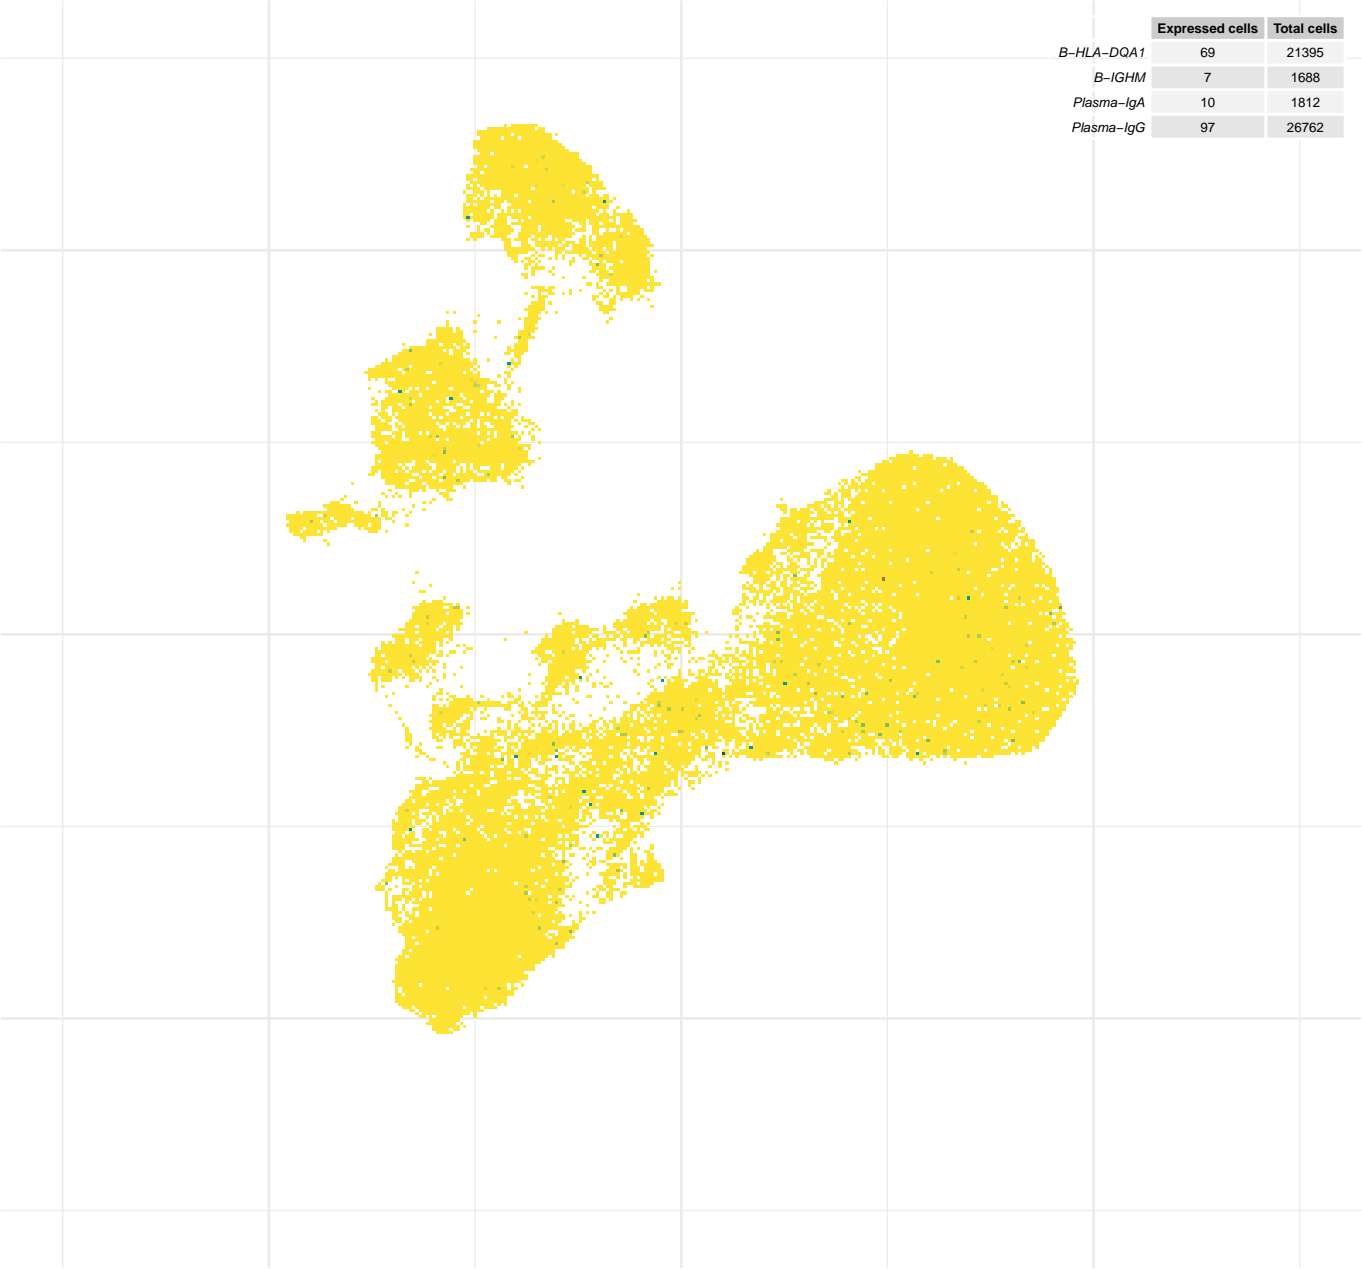 Expressed cells Total cells
B−HLA−DQA1 69 21395
B−IGHM 7 1688
Plasma−IgA 10 1812
Plasma−IgG 97 26762